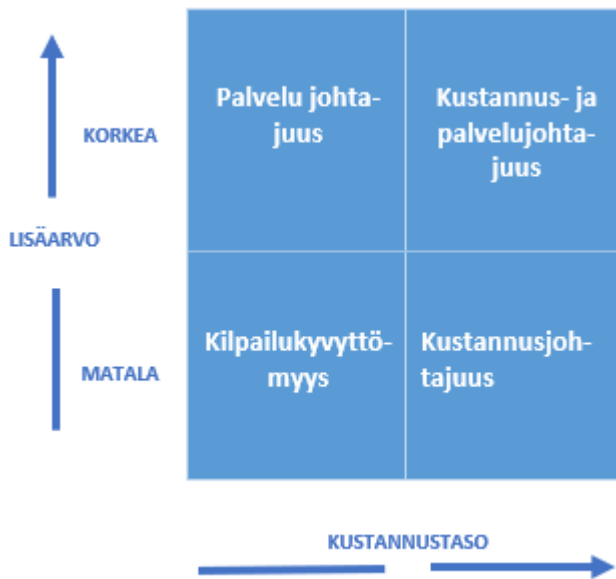 Palvelu johta-
juus
Kustannus- ja
palvelujohta-
juus
KORKEA
LISÄARVO
Kilpailukyvyttö-
myys
Kustannusjoh-
tajuus
MATALA
KUSTANNUSTASO